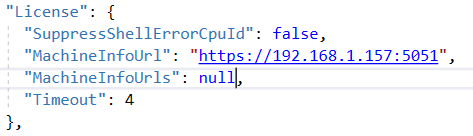 "License": {
"SuppressShellErrorCpuId": false,
"MachineInfoUrl": "https://192.168.1.157:5051",
"MachineInfoUrls": null,
"Timeout": 4
},